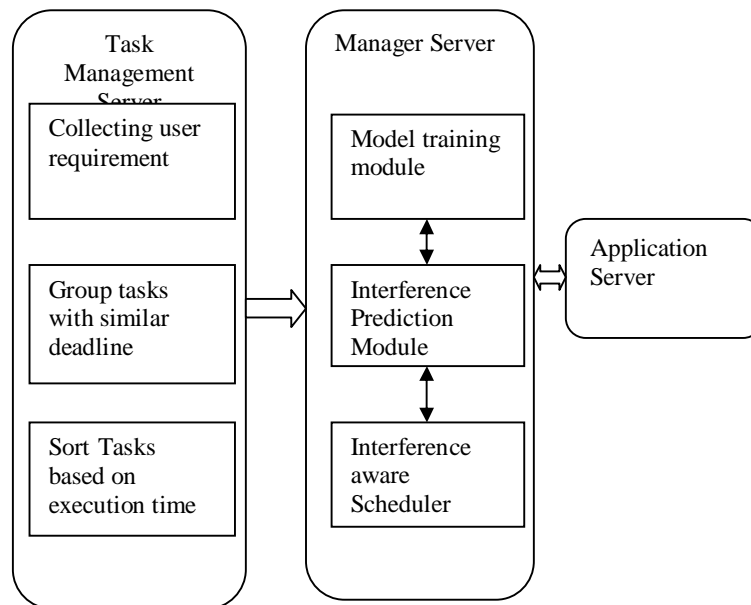 Task
Management
Server
Collecting user
requirement
Group tasks
with similar
deadline
Sort Tasks
based on
execution time
Manager Server
Model training
module
Interference
Prediction
Module
Interference
aware
Scheduler
Application
Server